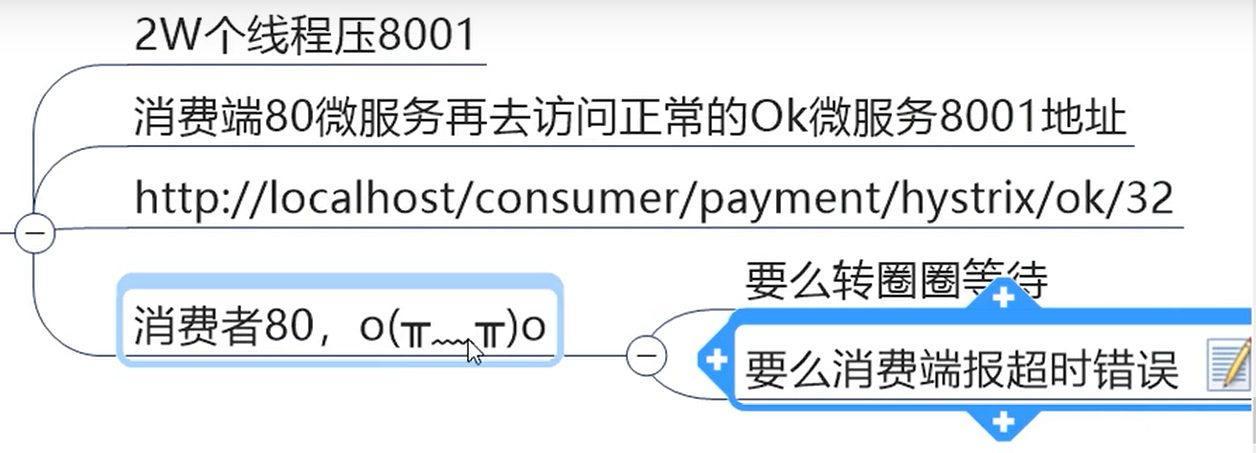 2W个线程压8001
消费端80微服务再去访问正常的Ok微服务8001地址
http://localhost/consumer/payment/hystrix/ok/32
要么转圈圈等待
消费者80，o(╥﹏╥)o
要么消费端报超时错误